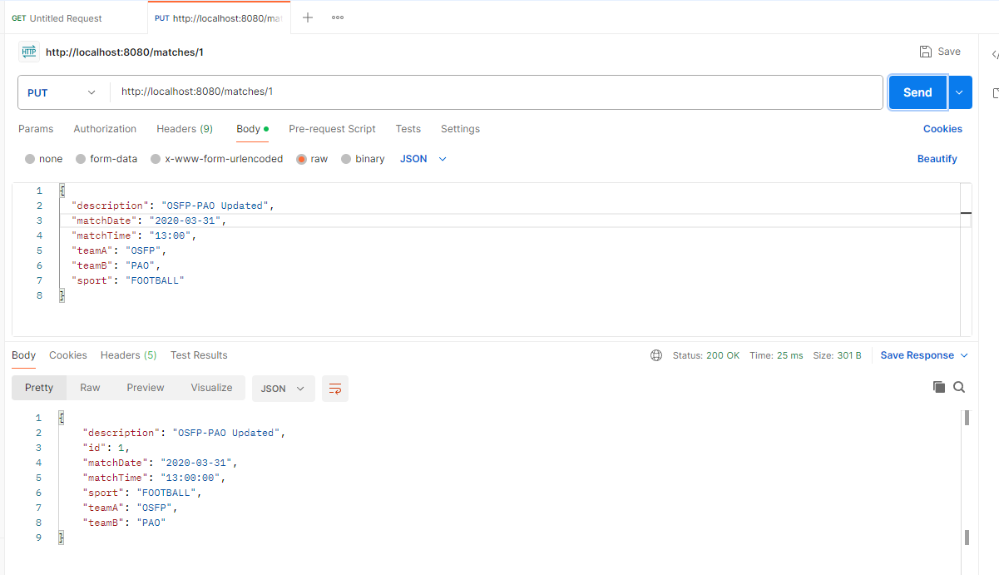 GET Untitled Request PUT http://localhost:8080/mat
HTTP http://localhost:8080/matches/1 Save
PUT http://localhost:8080/matches/1 Send
Params Authorization Headers (9) Body Pre-request Script Tests Settings Cookies
none form-data x-www-form-urlencoded raw binary JSON Beautify
1 {
2 "description": "OSFP-PAO Updated",
3 "matchDate": "2020-03-31",
4 "matchTime": "13:00",
5 "teamA": "OSFP",
6 "teamB": "PAO",
7 "sport": "FOOTBALL"
8 }
Body Cookies Headers (5) Test Results Status: 200 OK Time: 25 ms Size: 301 B Save Response
Pretty Raw Preview Visualize JSON
1 {
2 "description": "OSFP-PAO Updated",
3 "id": 1,
4 "matchDate": "2020-03-31",
5 "matchTime": "13:00:00",
6 "sport": "FOOTBALL",
7 "teamA": "OSFP",
8 "teamB": "PAO"
9 }